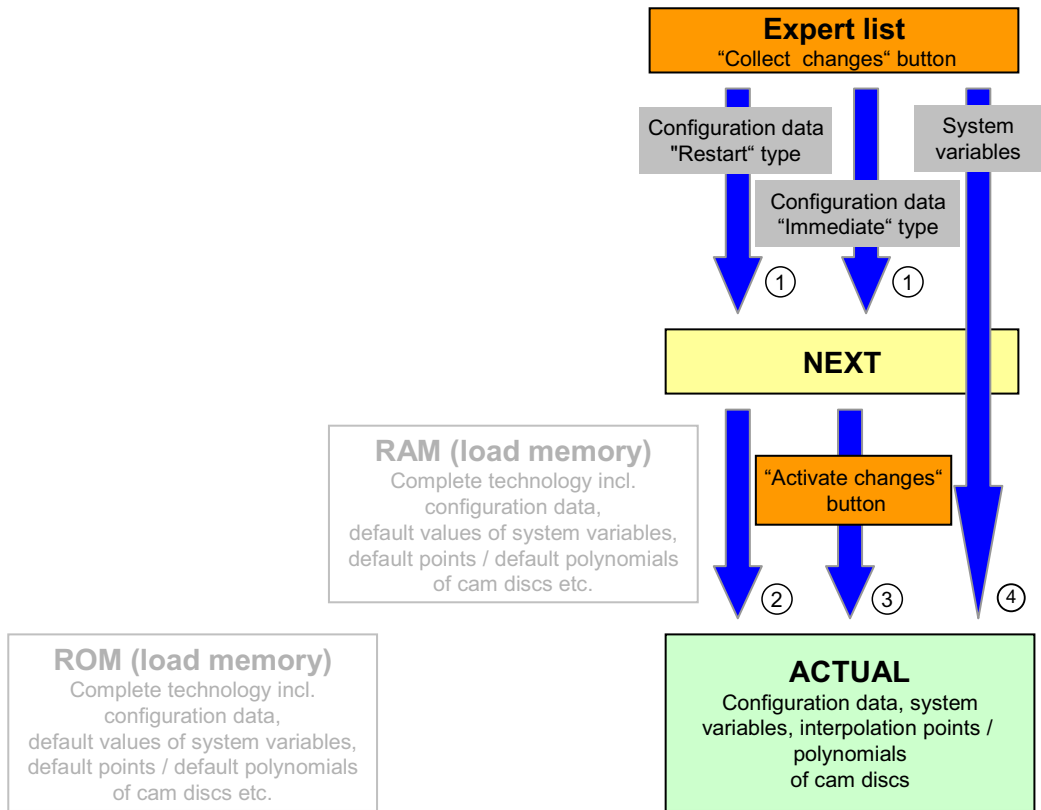 Expert list
“Collect  changes“ button
Configuration data
"Restart“ type
System
variables
Configuration data
“Immediate“ type
1
1
NEXT
RAM (load memory)
Complete technology incl.
configuration data,
default values of system variables,
default points / default polynomials
of cam discs etc.
“Activate changes“
button
2
3
4
ROM (load memory)
Complete technology incl.
configuration data,
default values of system variables,
default points / default polynomials
of cam discs etc.
ACTUAL
Configuration data, system
variables, interpolation points /
polynomials
of cam discs